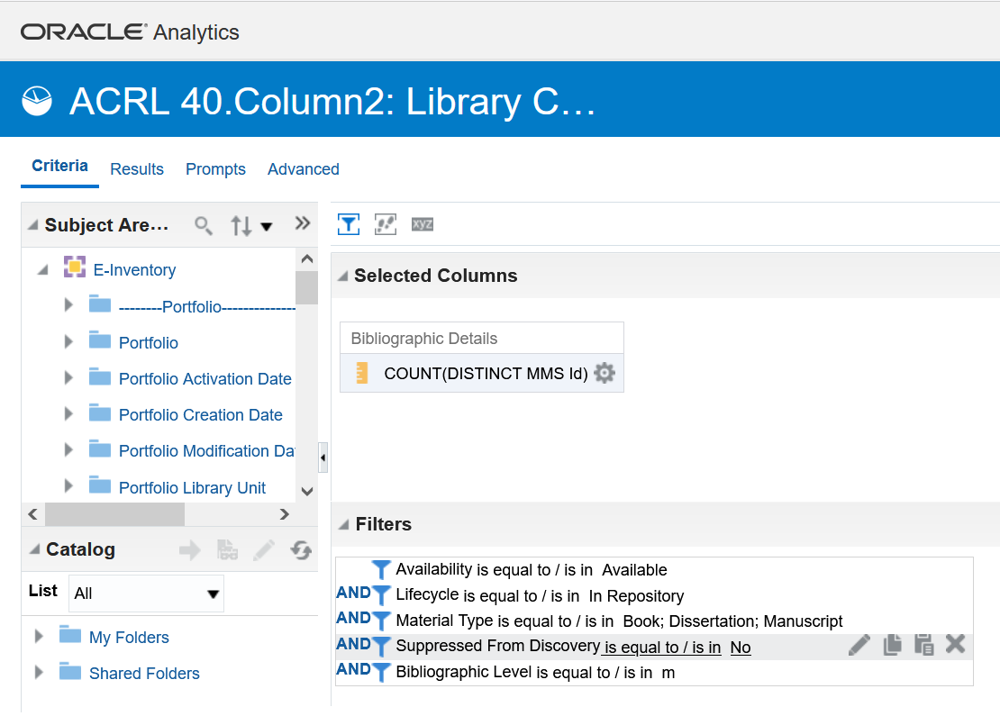 ORACLE® Analytics
ACRL 40.Column2: Library C...
Criteria Results Prompts Advanced
Subject Are...
E-Inventory
--------Portfolio--------------
Portfolio
Portfolio Activation Date
Portfolio Creation Date
Portfolio Modification Da
Portfolio Library Unit
Catalog
List All
My Folders
Shared Folders
xyz
Selected Columns
Bibliographic Details
COUNT(DISTINCT MMS Id)
Filters
Availability is equal to / is in Available
AND Lifecycle is equal to / is in In Repository
AND Material Type is equal to / is in Book; Dissertation; Manuscript
AND Suppressed From Discovery is equal to / is in No
AND Bibliographic Level is equal to / is in m